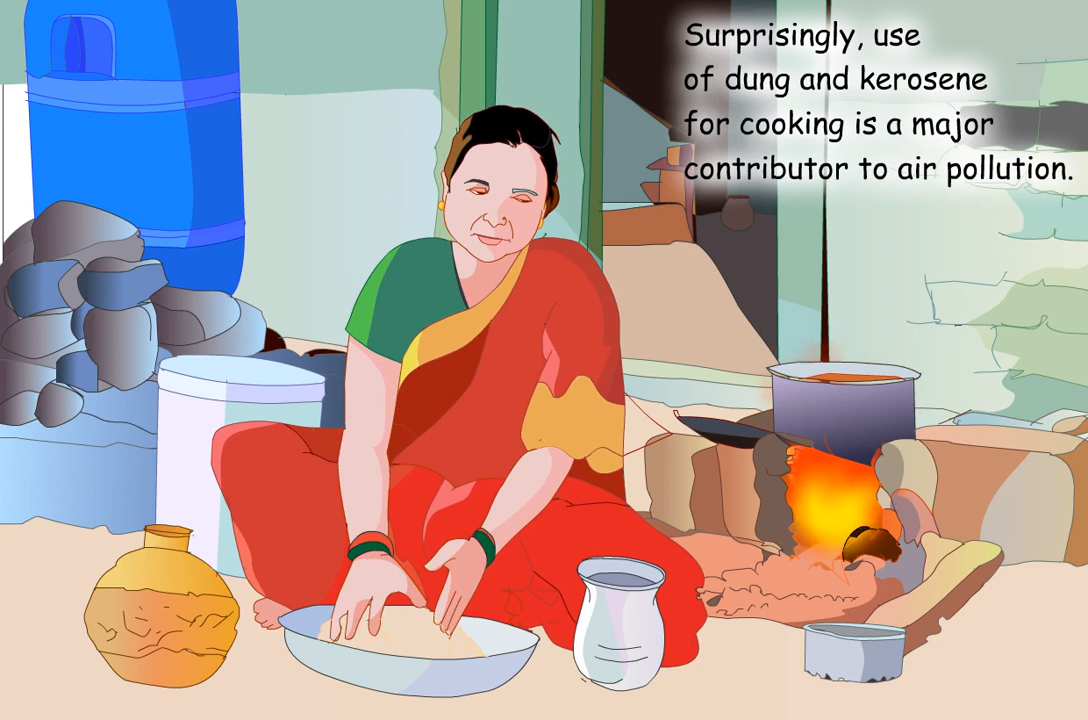 Surprisingly, use
of dung and kerosene
for cooking is a major
contributor to air pollution.